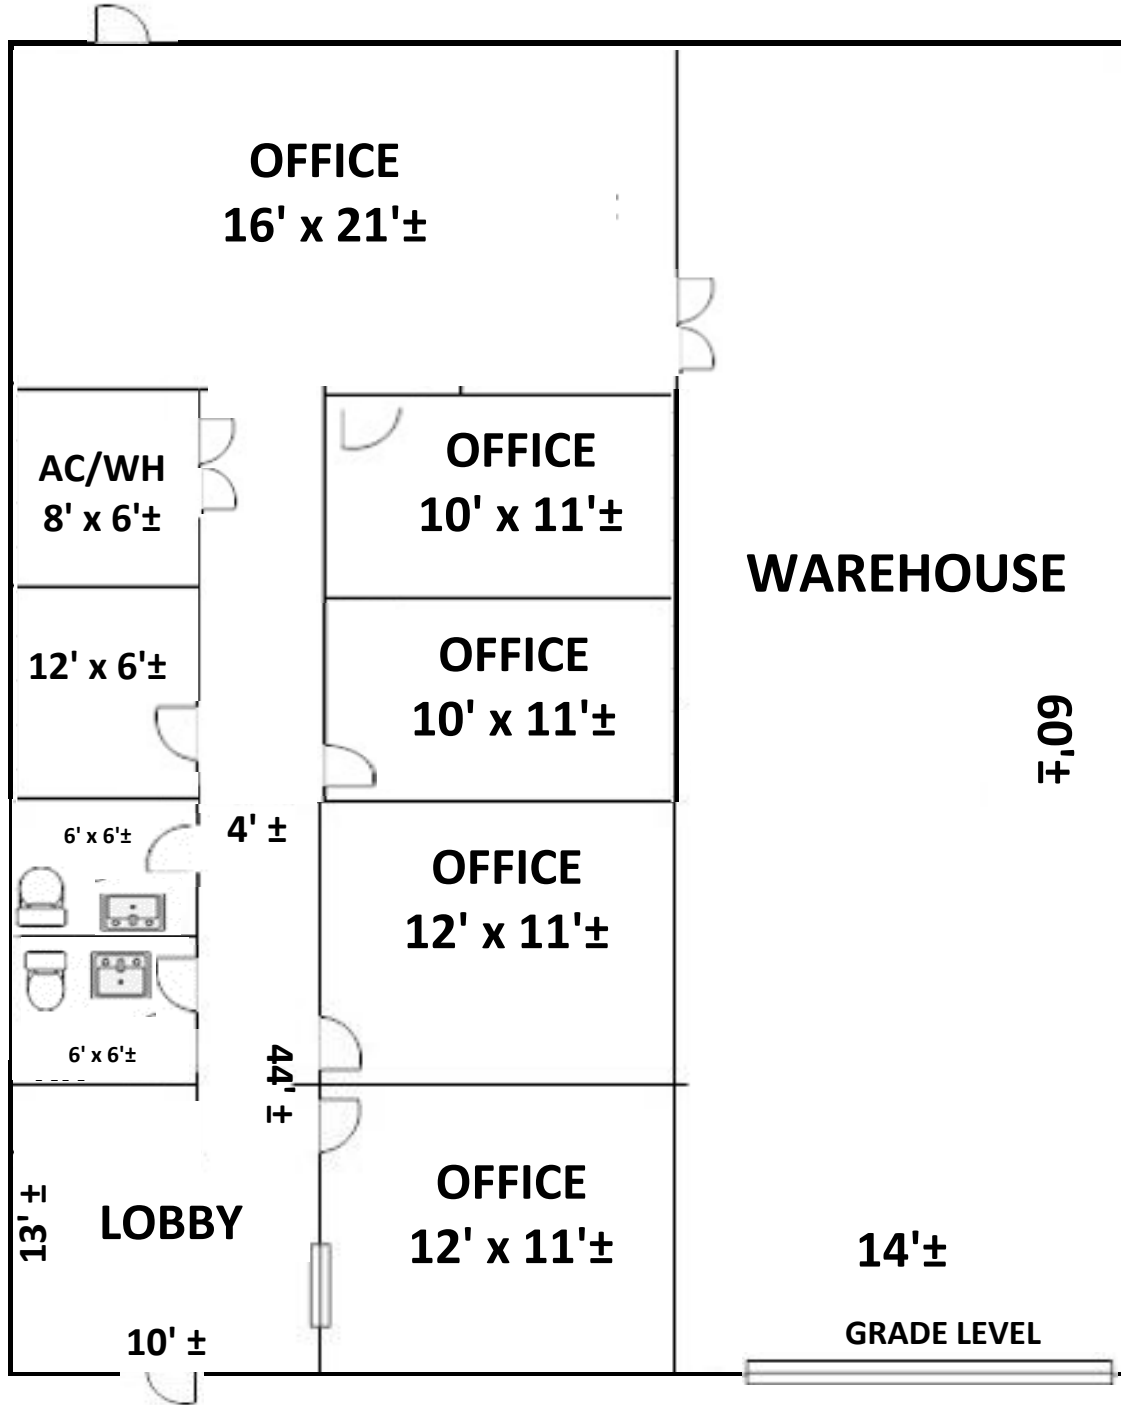 OFFICE
16' x 21'±
AC/WH
8' x 6'±
OFFICE
10' x 11'±
WAREHOUSE
12' x 6'±
OFFICE
10' x 11'±
60'±
6' x 6'±
4' ±
OFFICE
12' x 11'±
6' x 6'±
44' ±
13' ±
LOBBY
OFFICE
12' x 11'±
14'±
10' ±
GRADE LEVEL